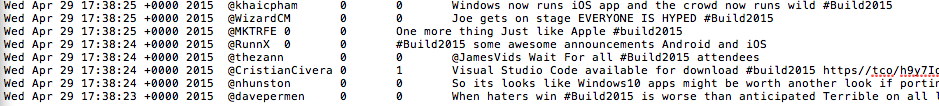 Wed Apr 29 17:38:25 +0000 2015 @khaicpham 0 0 Windows now runs iOS app and the crowd now runs wild #Build2015
Wed Apr 29 17:38:25 +0000 2015 @WizardCM 0 0 Joe gets on stage EVERYONE IS HYPED #Build2015
Wed Apr 29 17:38:25 +0000 2015 @MKTRFE 0 0 One more thing Just like Apple #build2015
Wed Apr 29 17:38:24 +0000 2015 @RunnX 0 0 #Build2015 some awesome announcements Android and iOS
Wed Apr 29 17:38:24 +0000 2015 @thezann 0 0 @JamesVids Wait For all #Build2015 attendees
Wed Apr 29 17:38:24 +0000 2015 @CristianCivera 0 1 Visual Studio Code available for download #build2015 https//tco/h9y7
Wed Apr 29 17:38:24 +0000 2015 @nhunston 0 0 So its looks like Windows10 apps might be worth another look if
Wed Apr 29 17:38:23 +0000 2015 @davepermen 0 0 When haters win #Build2015 is worse than anticipated Terrible on all